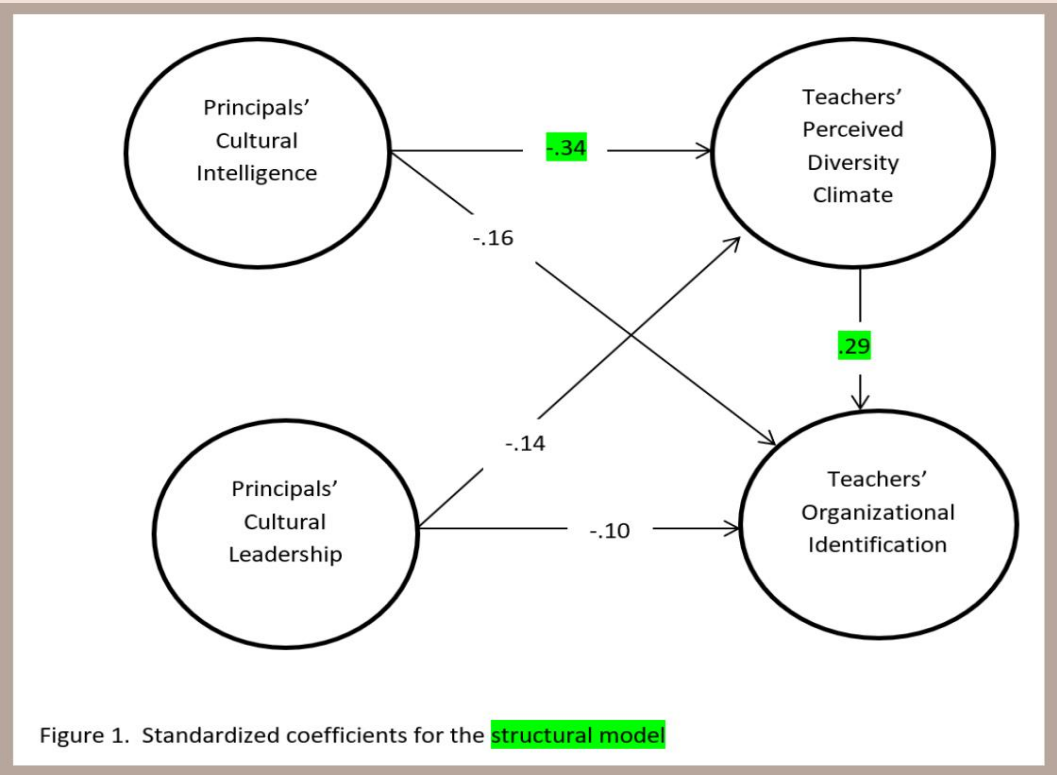 Principals’
Cultural
Intelligence
-.34
Teachers’
Perceived
Diversity
Climate
-.16
.29
-.14
Principals’
Cultural
Leadership
-.10
Teachers’
Organizational
Identification
Figure 1. Standardized coefficients for the structural model